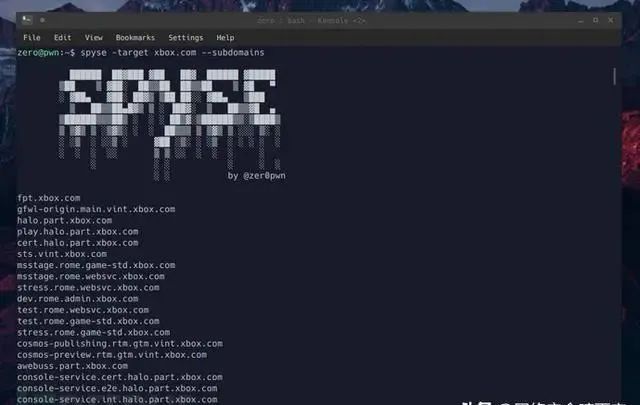 zero : bash - Konsole <2>
File Edit View Bookmarks Settings Help
zero@pwn:~$ spyse -target xbox.com --subdomains
SPYSE
by @zer0pwn
fpt.xbox.com
gfwl-origin.main.vint.xbox.com
halo.part.xbox.com
play.halo.part.xbox.com
cert.halo.part.xbox.com
sts.vint.xbox.com
msstage.rome.game-std.xbox.com
msstage.rome.websvc.xbox.com
stress.rome.websvc.xbox.com
dev.rome.admin.xbox.com
test.rome.websvc.xbox.com
test.rome.game-std.xbox.com
stress.rome.game-std.xbox.com
cosmos-publishing.rtm.gtm.vint.xbox.com
cosmos-preview.rtm.gtm.vint.xbox.com
awebuss.part.xbox.com
console-service.cert.halo.part.xbox.com
console-service.e2e.halo.part.xbox.com
console-service.int.halo.part.xbox.com